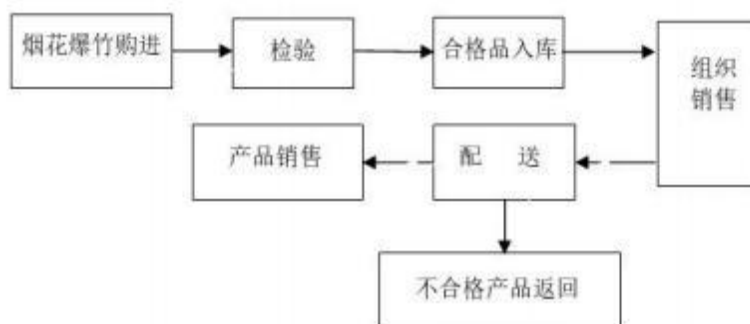 烟花爆竹购进
检验
合格品入库
组织
销售
产品销售
配 送
不合格产品返回